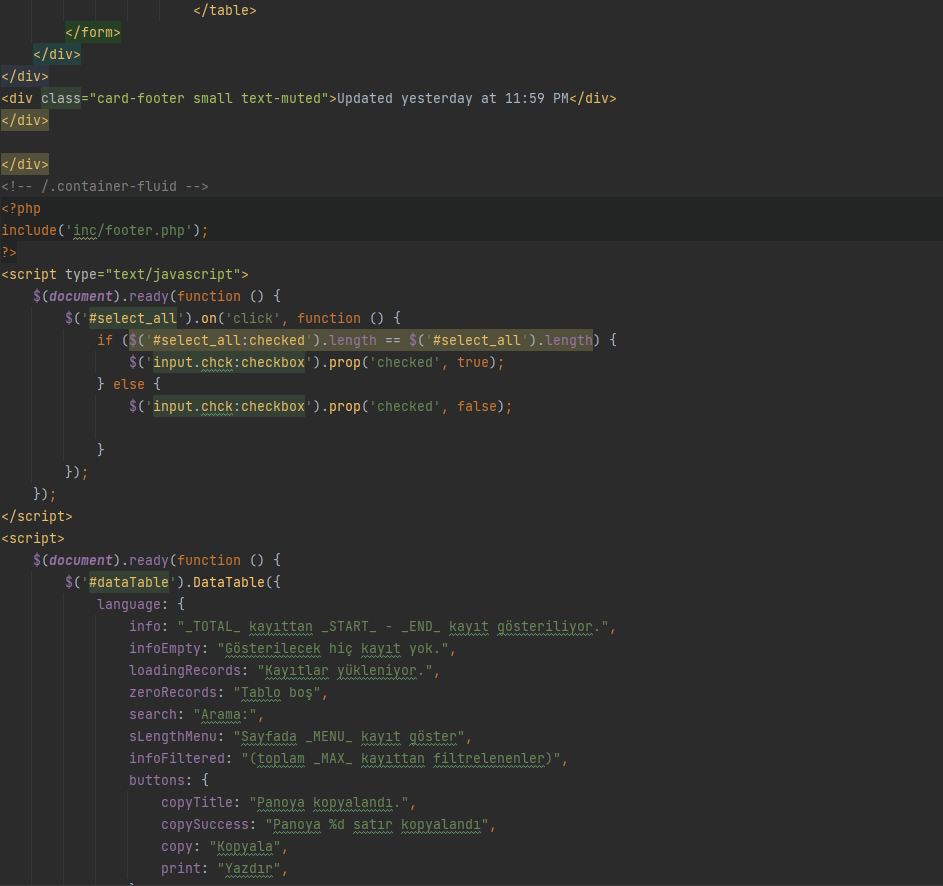 </table>
</form>
</div>
</div>
<div class="card-footer small text-muted">Updated yesterday at 11:59 PM</div>
</div>
</div>
<!-- /.container-fluid -->
<?php
include('inc/footer.php');
?>
<script type="text/javascript">
$(document).ready(function () {
$('#select_all').on('click', function () {
if ($('#select_all:checked').length == $('#select_all').length) {
$('input.chck:checkbox').prop('checked', true);
} else {
$('input.chck:checkbox').prop('checked', false);
}
});
});
</script>
<script>
$(document).ready(function () {
$('#dataTable').DataTable({
language: {
info: "_TOTAL_ kayıttan _START_ - _END_ kayıt gösteriliyor.",
infoEmpty: "Gösterilecek hiç kayıt yok.",
loadingRecords: "Kayıtlar yükleniyor.",
zeroRecords: "Tablo boş",
search: "Arama:",
sLengthMenu: "Sayfada _MENU_ kayıt göster",
infoFiltered: "(toplam _MAX_ kayıttan filtrelenenler)",
buttons: {
copyTitle: "Panoya kopyalandı.",
copySuccess: "Panoya %d satır kopyalandı",
copy: "Kopyala",
print: "Yazdır",